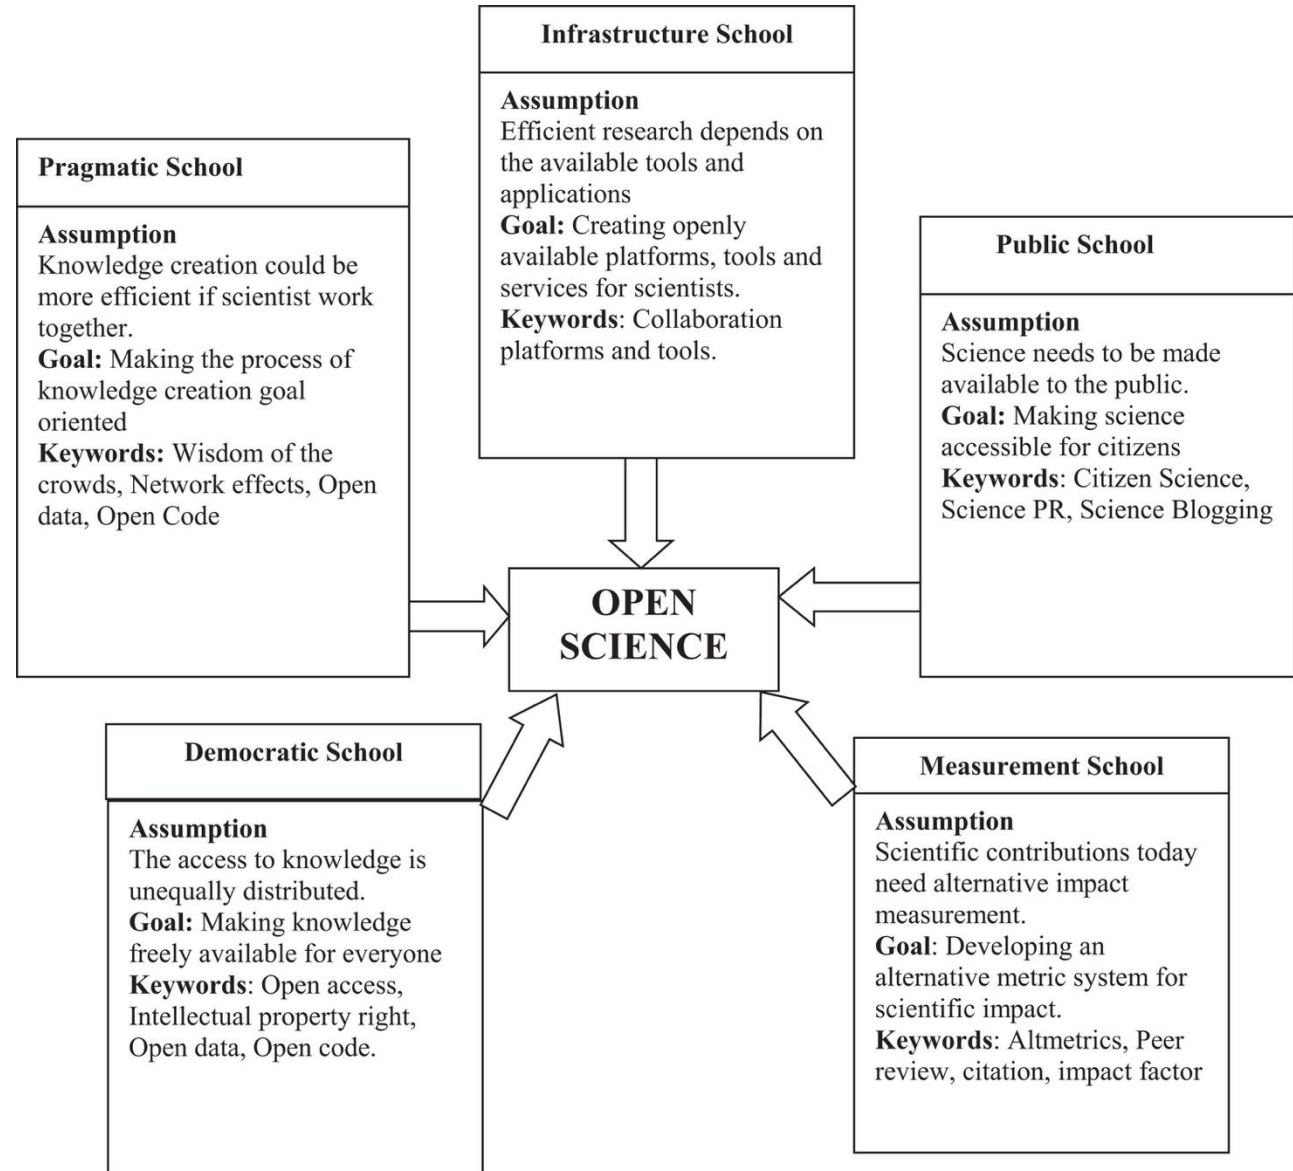 Infrastructure School
Assumption
Efficient research depends on
the available tools and
applications
Goal: Creating openly
available platforms, tools and
services for scientists.
Keywords: Collaboration
platforms and tools.
Pragmatic School
Assumption
Knowledge creation could be
more efficient if scientist work
together.
Goal: Making the process of
knowledge creation goal
oriented
Keywords: Wisdom of the
crowds, Network effects, Open
data, Open Code
Public School
Assumption
Science needs to be made
available to the public.
Goal: Making science
accessible for citizens
Keywords: Citizen Science,
Science PR, Science Blogging
OPEN
SCIENCE
Democratic School
Assumption
The access to knowledge is
unequally distributed.
Goal: Making knowledge
freely available for everyone
Keywords: Open access,
Intellectual property right,
Open data, Open code.
Measurement School
Assumption
Scientific contributions today
need alternative impact
measurement.
Goal: Developing an
alternative metric system for
scientific impact.
Keywords: Altmetrics, Peer
review, citation, impact factor